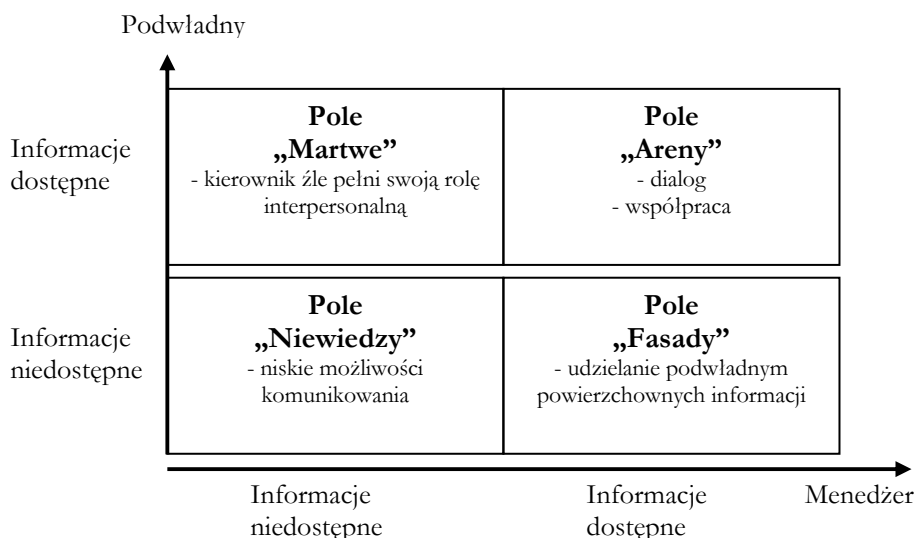 Podwładny
Informacje
dostępne
Pole
„Martwe”
- kierownik źle pełni swoją rolę
interpersonalną
Pole
„Areny”
- dialog
- współpraca
Informacje
niedostępne
Pole
„Niewiedzy”
- niskie możliwości
komunikowania
Pole
„Fasady”
- udzielanie podwładnym
powierzchownych informacji
Informacje
niedostępne
Informacje
dostępne
Menedżer